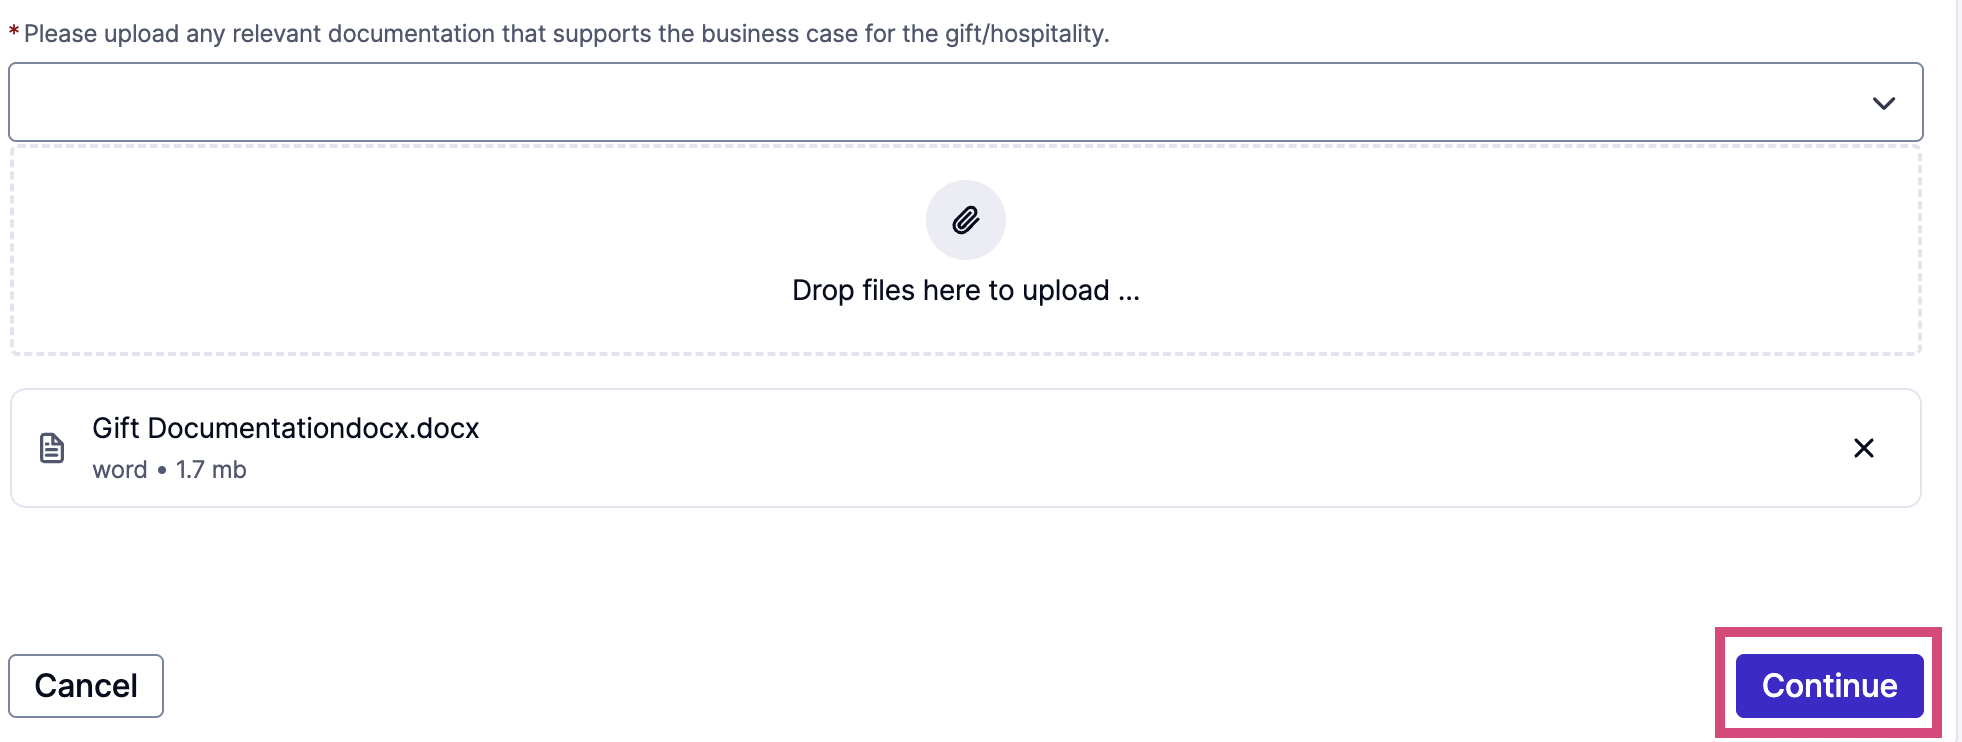 *Please upload any relevant documentation that supports the business case for the gift/hospitality.
Drop files here to upload ...
Gift Documentationdocx.docx
word • 1.7 mb
Cancel
Continue